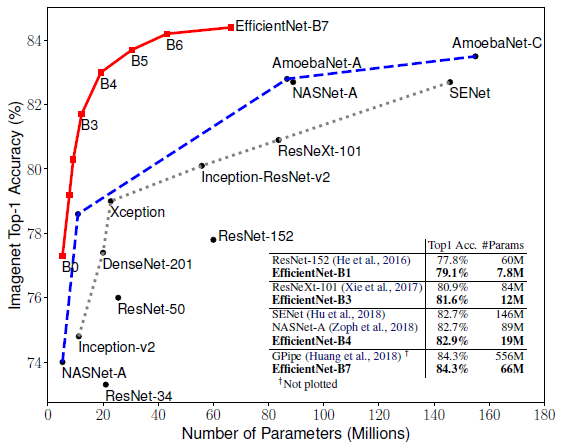 EfficientNet-B7
84
B6
AmoebaNet-C
B5
AmoebaNet-A
B4
NASNet-A
SENet
82
B3
ResNeXt-101
80
Inception-ResNet-v2
Xception
78
ResNet-152
B0
DenseNet-201
76
ResNet-50
Inception-v2
74
NASNet-A
ResNet-34
Imagenet Top-1 Accuracy (%)
Top1 Acc. #Params
ResNet-152 (He et al., 2016) 77.8% 60M
EfficientNet-B1 79.1% 7.8M
ResNeXt-101 (Xie et al., 2017) 80.9% 84M
EfficientNet-B3 81.6% 12M
SENet (Hu et al., 2018) 82.7% 146M
NASNet-A (Zoph et al., 2018) 82.7% 89M
EfficientNet-B4 82.9% 19M
GPipe (Huang et al., 2018) † 84.3% 556M
EfficientNet-B7 84.3% 66M
†Not plotted
0 20 40 60 80 100 120 140 160 180
Number of Parameters (Millions)